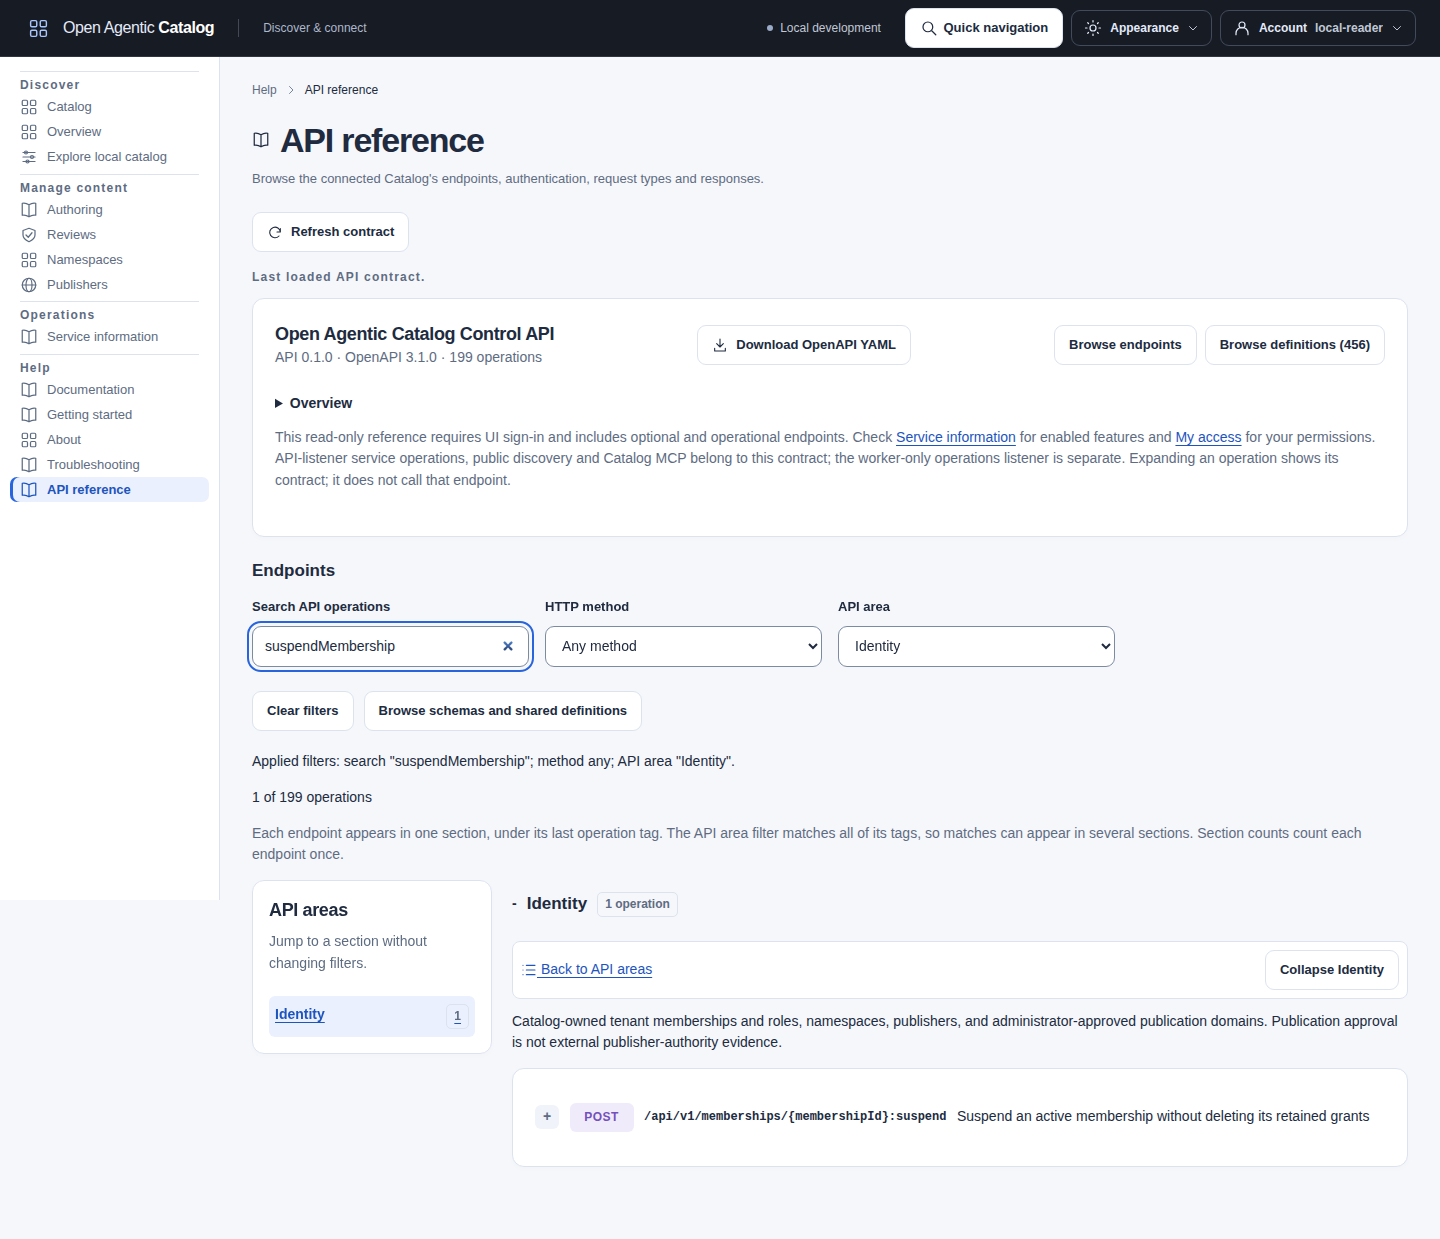 Open Agentic Catalog
Discover & connect
Local development
Quick navigation
Appearance
Account local-reader
Discover
Catalog
Overview
Explore local catalog
Manage content
Authoring
Reviews
Namespaces
Publishers
Operations
Service information
Help
Documentation
Getting started
About
Troubleshooting
API reference
Help > API reference
API reference
Browse the connected Catalog's endpoints, authentication, request types and responses.
Refresh contract
Last loaded API contract.
Open Agentic Catalog Control API
API 0.1.0 · OpenAPI 3.1.0 · 199 operations
Download OpenAPI YAML
Browse endpoints
Browse definitions (456)
Overview
This read-only reference requires UI sign-in and includes optional and operational endpoints. Check Service information for enabled features and My access for your permissions.
API-listener service operations, public discovery and Catalog MCP belong to this contract; the worker-only operations listener is separate. Expanding an operation shows its
contract; it does not call that endpoint.
Endpoints
Search API operations
HTTP method
API area
suspendMembership
Any method
Identity
Clear filters
Browse schemas and shared definitions
Applied filters: search "suspendMembership"; method any; API area "Identity".
1 of 199 operations
Each endpoint appears in one section, under its last operation tag. The API area filter matches all of its tags, so matches can appear in several sections. Section counts count each
endpoint once.
API areas
Jump to a section without
changing filters.
Identity 1
- Identity 1 operation
Back to API areas
Collapse Identity
Catalog-owned tenant memberships and roles, namespaces, publishers, and administrator-approved publication domains. Publication approval
is not external publisher-authority evidence.
+ POST /api/v1/memberships/{membershipId}:suspend Suspend an active membership without deleting its retained grants